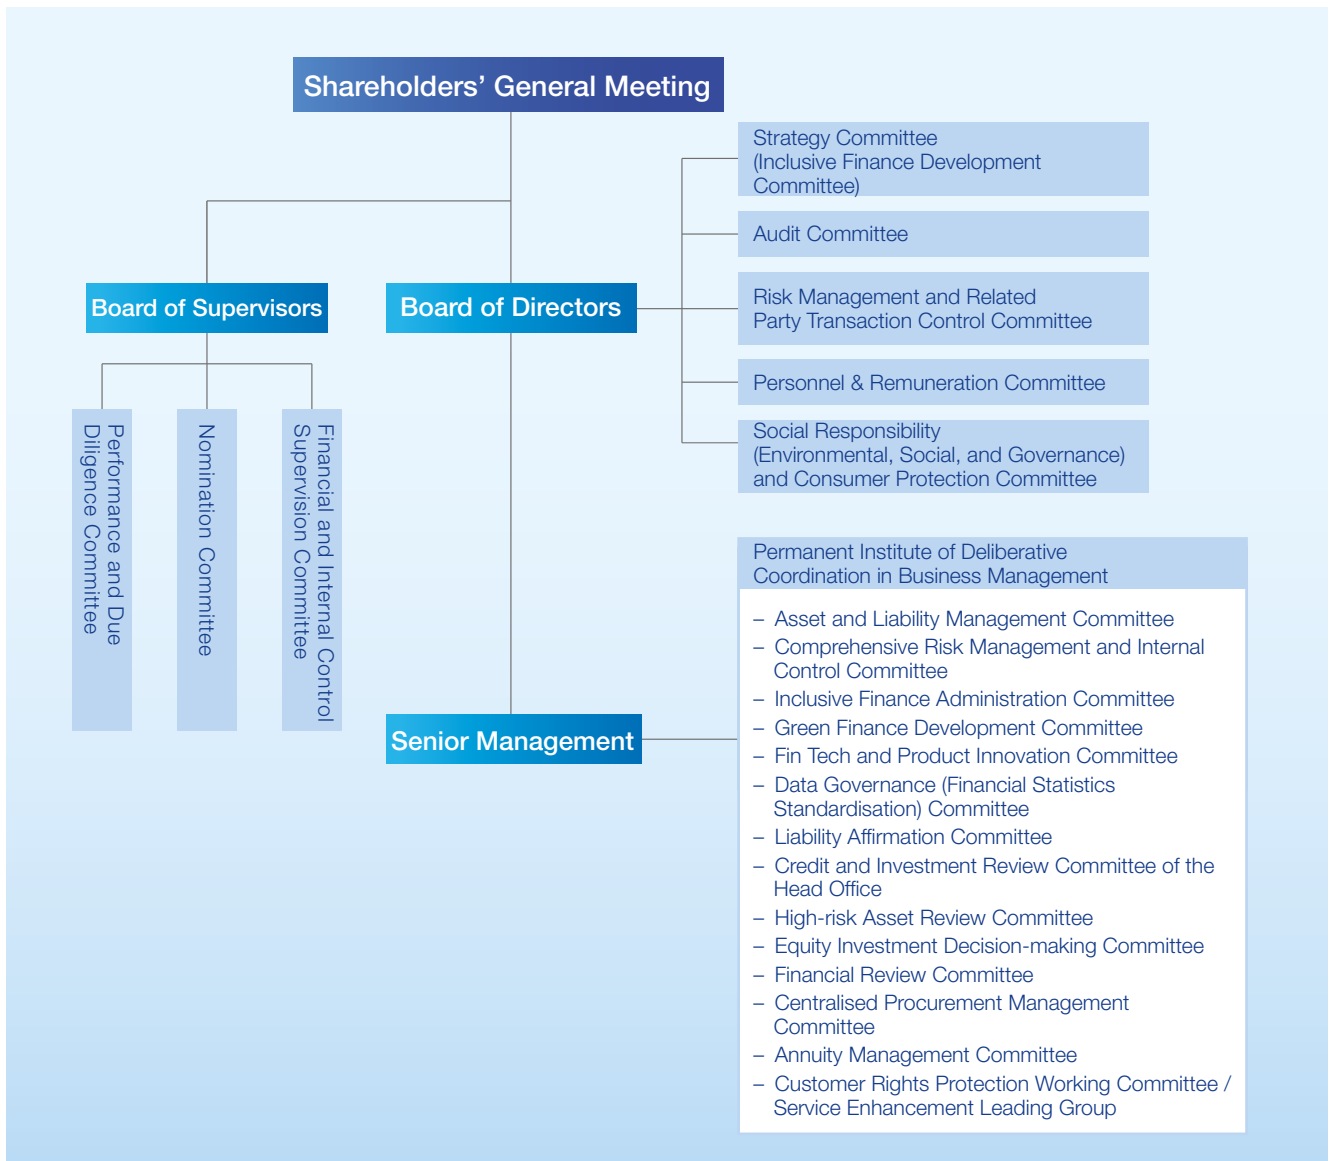 Shareholders’ General Meeting
Strategy Committee
(Inclusive Finance Development
Committee)
Audit Committee
Risk Management and Related
Party Transaction Control Committee
Personnel & Remuneration Committee
Social Responsibility
(Environmental, Social, and Governance)
and Consumer Protection Committee
Board of Supervisors
Board of Directors
Performance and Due
Diligence Committee
Nomination Committee
Financial and Internal Control
Supervision Committee
Senior Management
Permanent Institute of Deliberative
Coordination in Business Management
– Asset and Liability Management Committee
– Comprehensive Risk Management and Internal
Control Committee
– Inclusive Finance Administration Committee
– Green Finance Development Committee
– Fin Tech and Product Innovation Committee
– Data Governance (Financial Statistics
Standardisation) Committee
– Liability Affirmation Committee
– Credit and Investment Review Committee of the
Head Office
– High-risk Asset Review Committee
– Equity Investment Decision-making Committee
– Financial Review Committee
– Centralised Procurement Management
Committee
– Annuity Management Committee
– Customer Rights Protection Working Committee /
Service Enhancement Leading Group